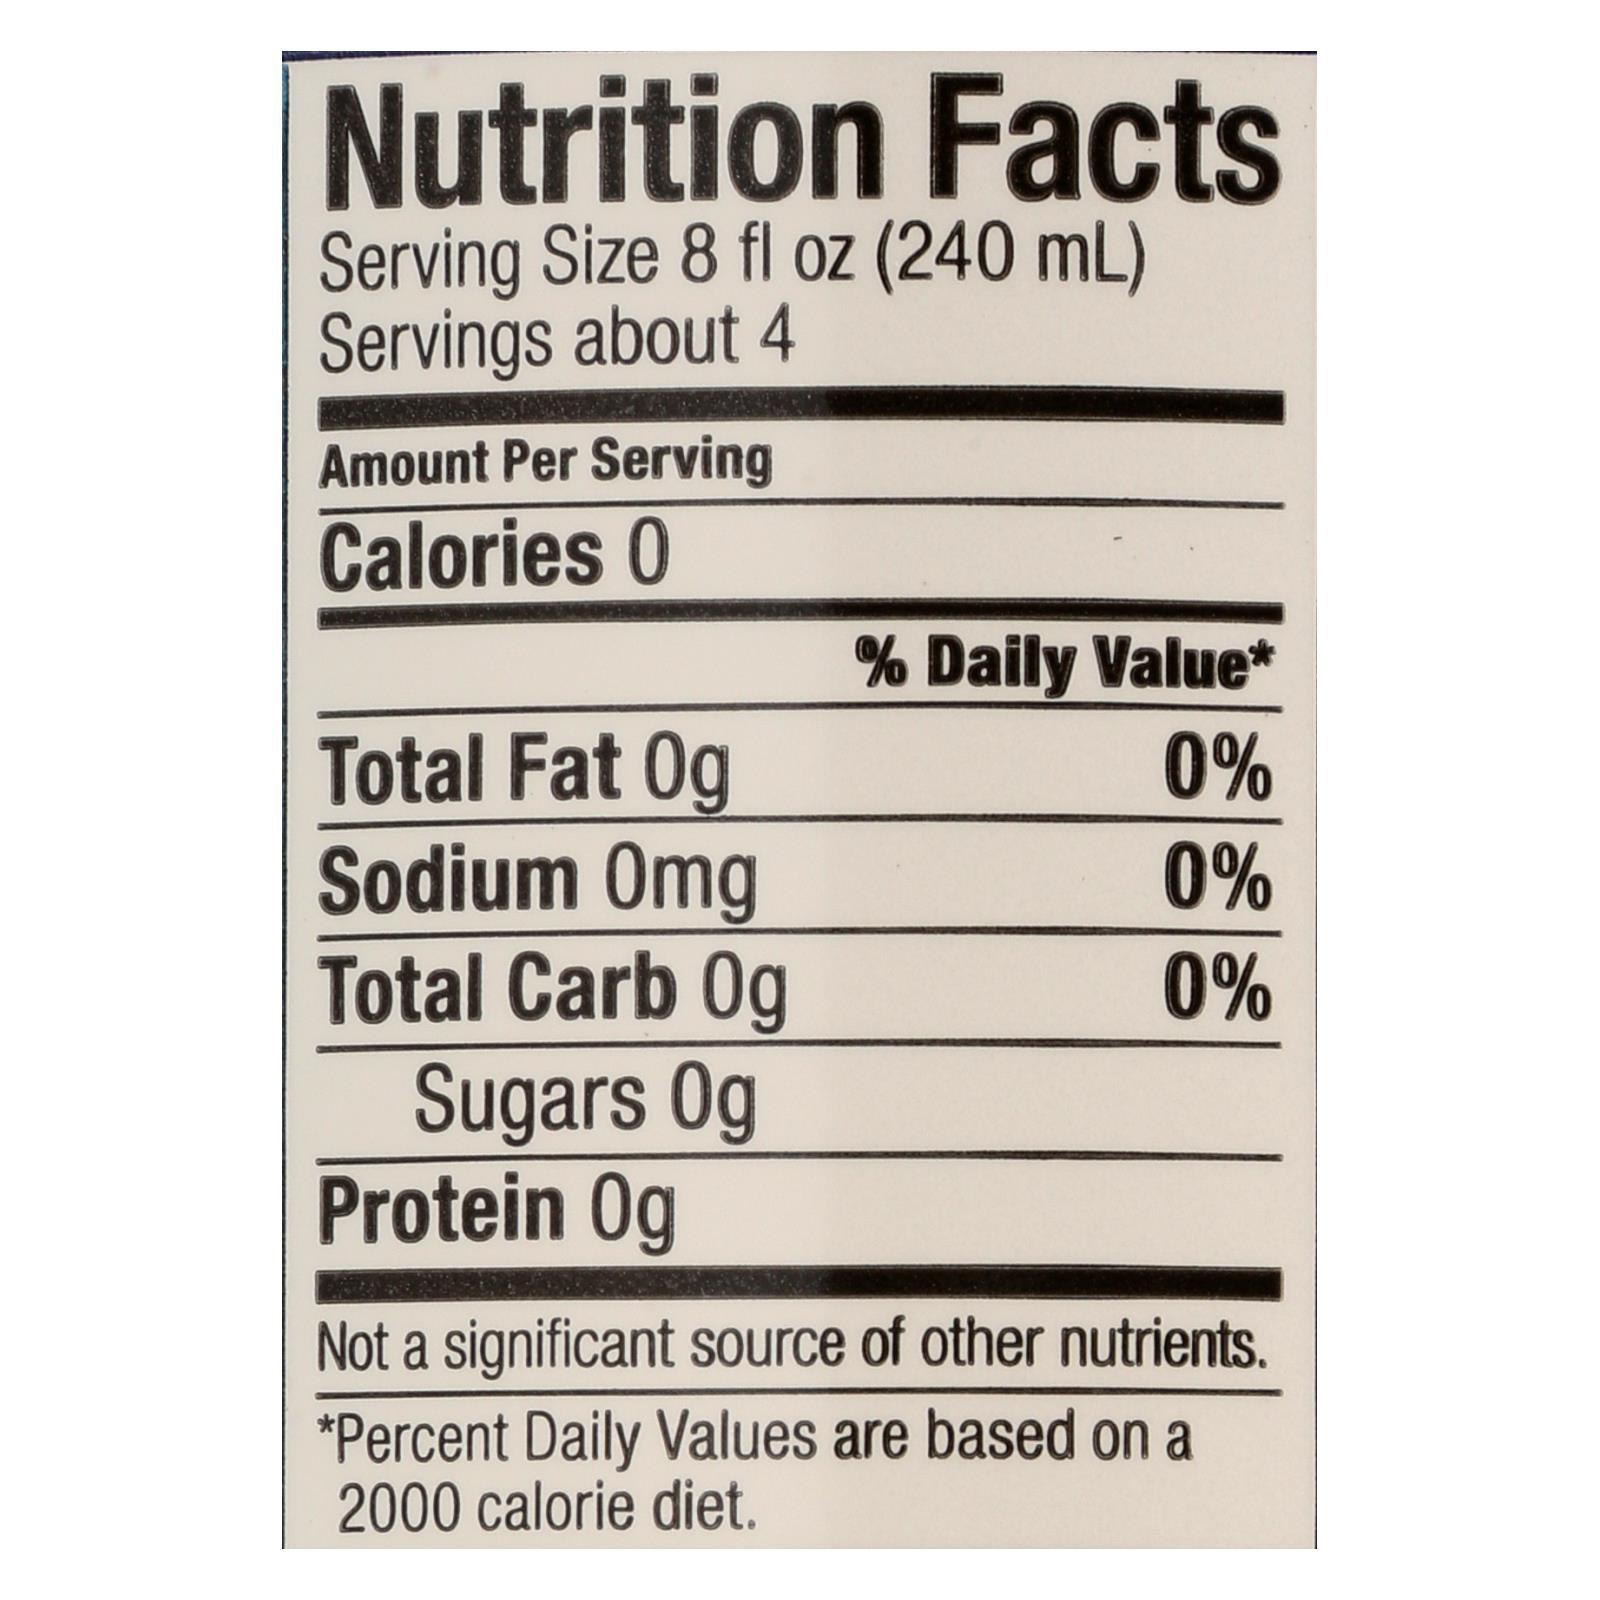 Nutrition Facts
Serving Size 8 fl oz (240 mL)
Servings about 4
Amount Per Serving
Calories 0
% Daily Value*
Total Fat 0g 0%
Sodium 0mg 0%
Total Carb 0g 0%
Sugars 0g
Protein 0g
Not a significant source of other nutrients.
*Percent Daily Values are based on a
2000 calorie diet.